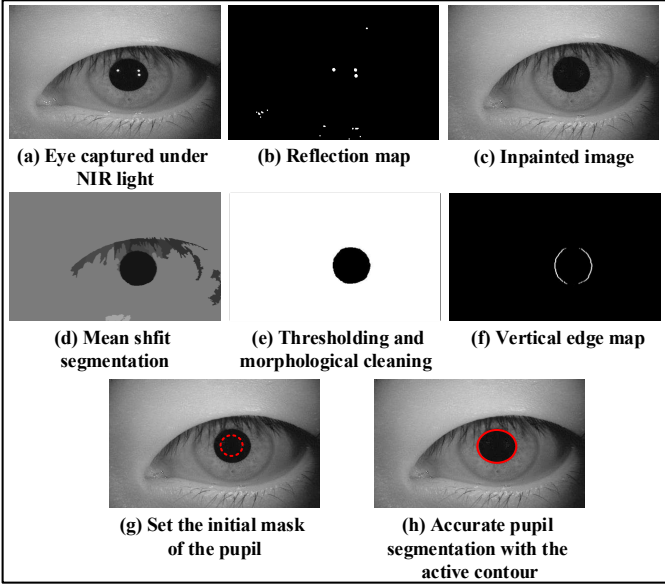 (a) Eye captured under
NIR light
(b) Reflection map
(c) Inpainted image
(d) Mean shfit
segmentation
(e) Thresholding and
morphological cleaning
(f) Vertical edge map
(g) Set the initial mask
of the pupil
(h) Accurate pupil
segmentation with the
active contour